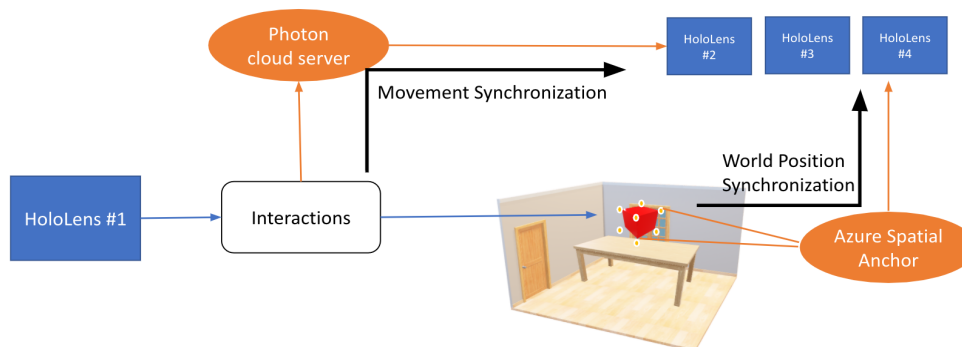 Photon
cloud server
HoloLens
#2
HoloLens
#3
HoloLens
#4
Movement Synchronization
World Position
Synchronization
HoloLens #1
Interactions
Azure Spatial
Anchor